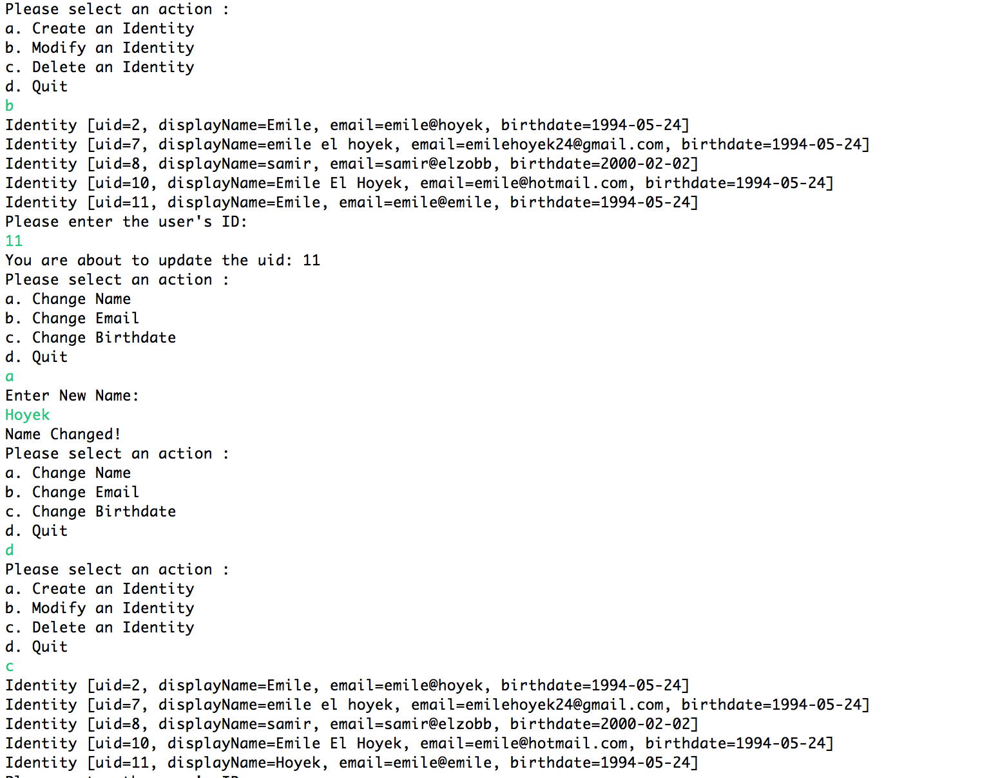 Please select an action :
a. Create an Identity
b. Modify an Identity
c. Delete an Identity
d. Quit
b
Identity [uid=2, displayName=Emile, email=emile@hoyek, birthdate=1994-05-24]
Identity [uid=7, displayName=emile el hoyek, email=emilehoyek24@gmail.com, birthdate=1994-05-24]
Identity [uid=8, displayName=samir, email=samir@elzobb, birthdate=2000-02-02]
Identity [uid=10, displayName=Emile El Hoyek, email=emile@hotmail.com, birthdate=1994-05-24]
Identity [uid=11, displayName=Emile, email=emile@emile, birthdate=1994-05-24]
Please enter the user's ID:
11
You are about to update the uid: 11
Please select an action :
a. Change Name
b. Change Email
c. Change Birthdate
d. Quit
a
Enter New Name:
Hoyek
Name Changed!
Please select an action :
a. Change Name
b. Change Email
c. Change Birthdate
d. Quit
d
Please select an action :
a. Create an Identity
b. Modify an Identity
c. Delete an Identity
d. Quit
c
Identity [uid=2, displayName=Emile, email=emile@hoyek, birthdate=1994-05-24]
Identity [uid=7, displayName=emile el hoyek, email=emilehoyek24@gmail.com, birthdate=1994-05-24]
Identity [uid=8, displayName=samir, email=samir@elzobb, birthdate=2000-02-02]
Identity [uid=10, displayName=Emile El Hoyek, email=emile@hotmail.com, birthdate=1994-05-24]
Identity [uid=11, displayName=Hoyek, email=emile@emile, birthdate=1994-05-24]